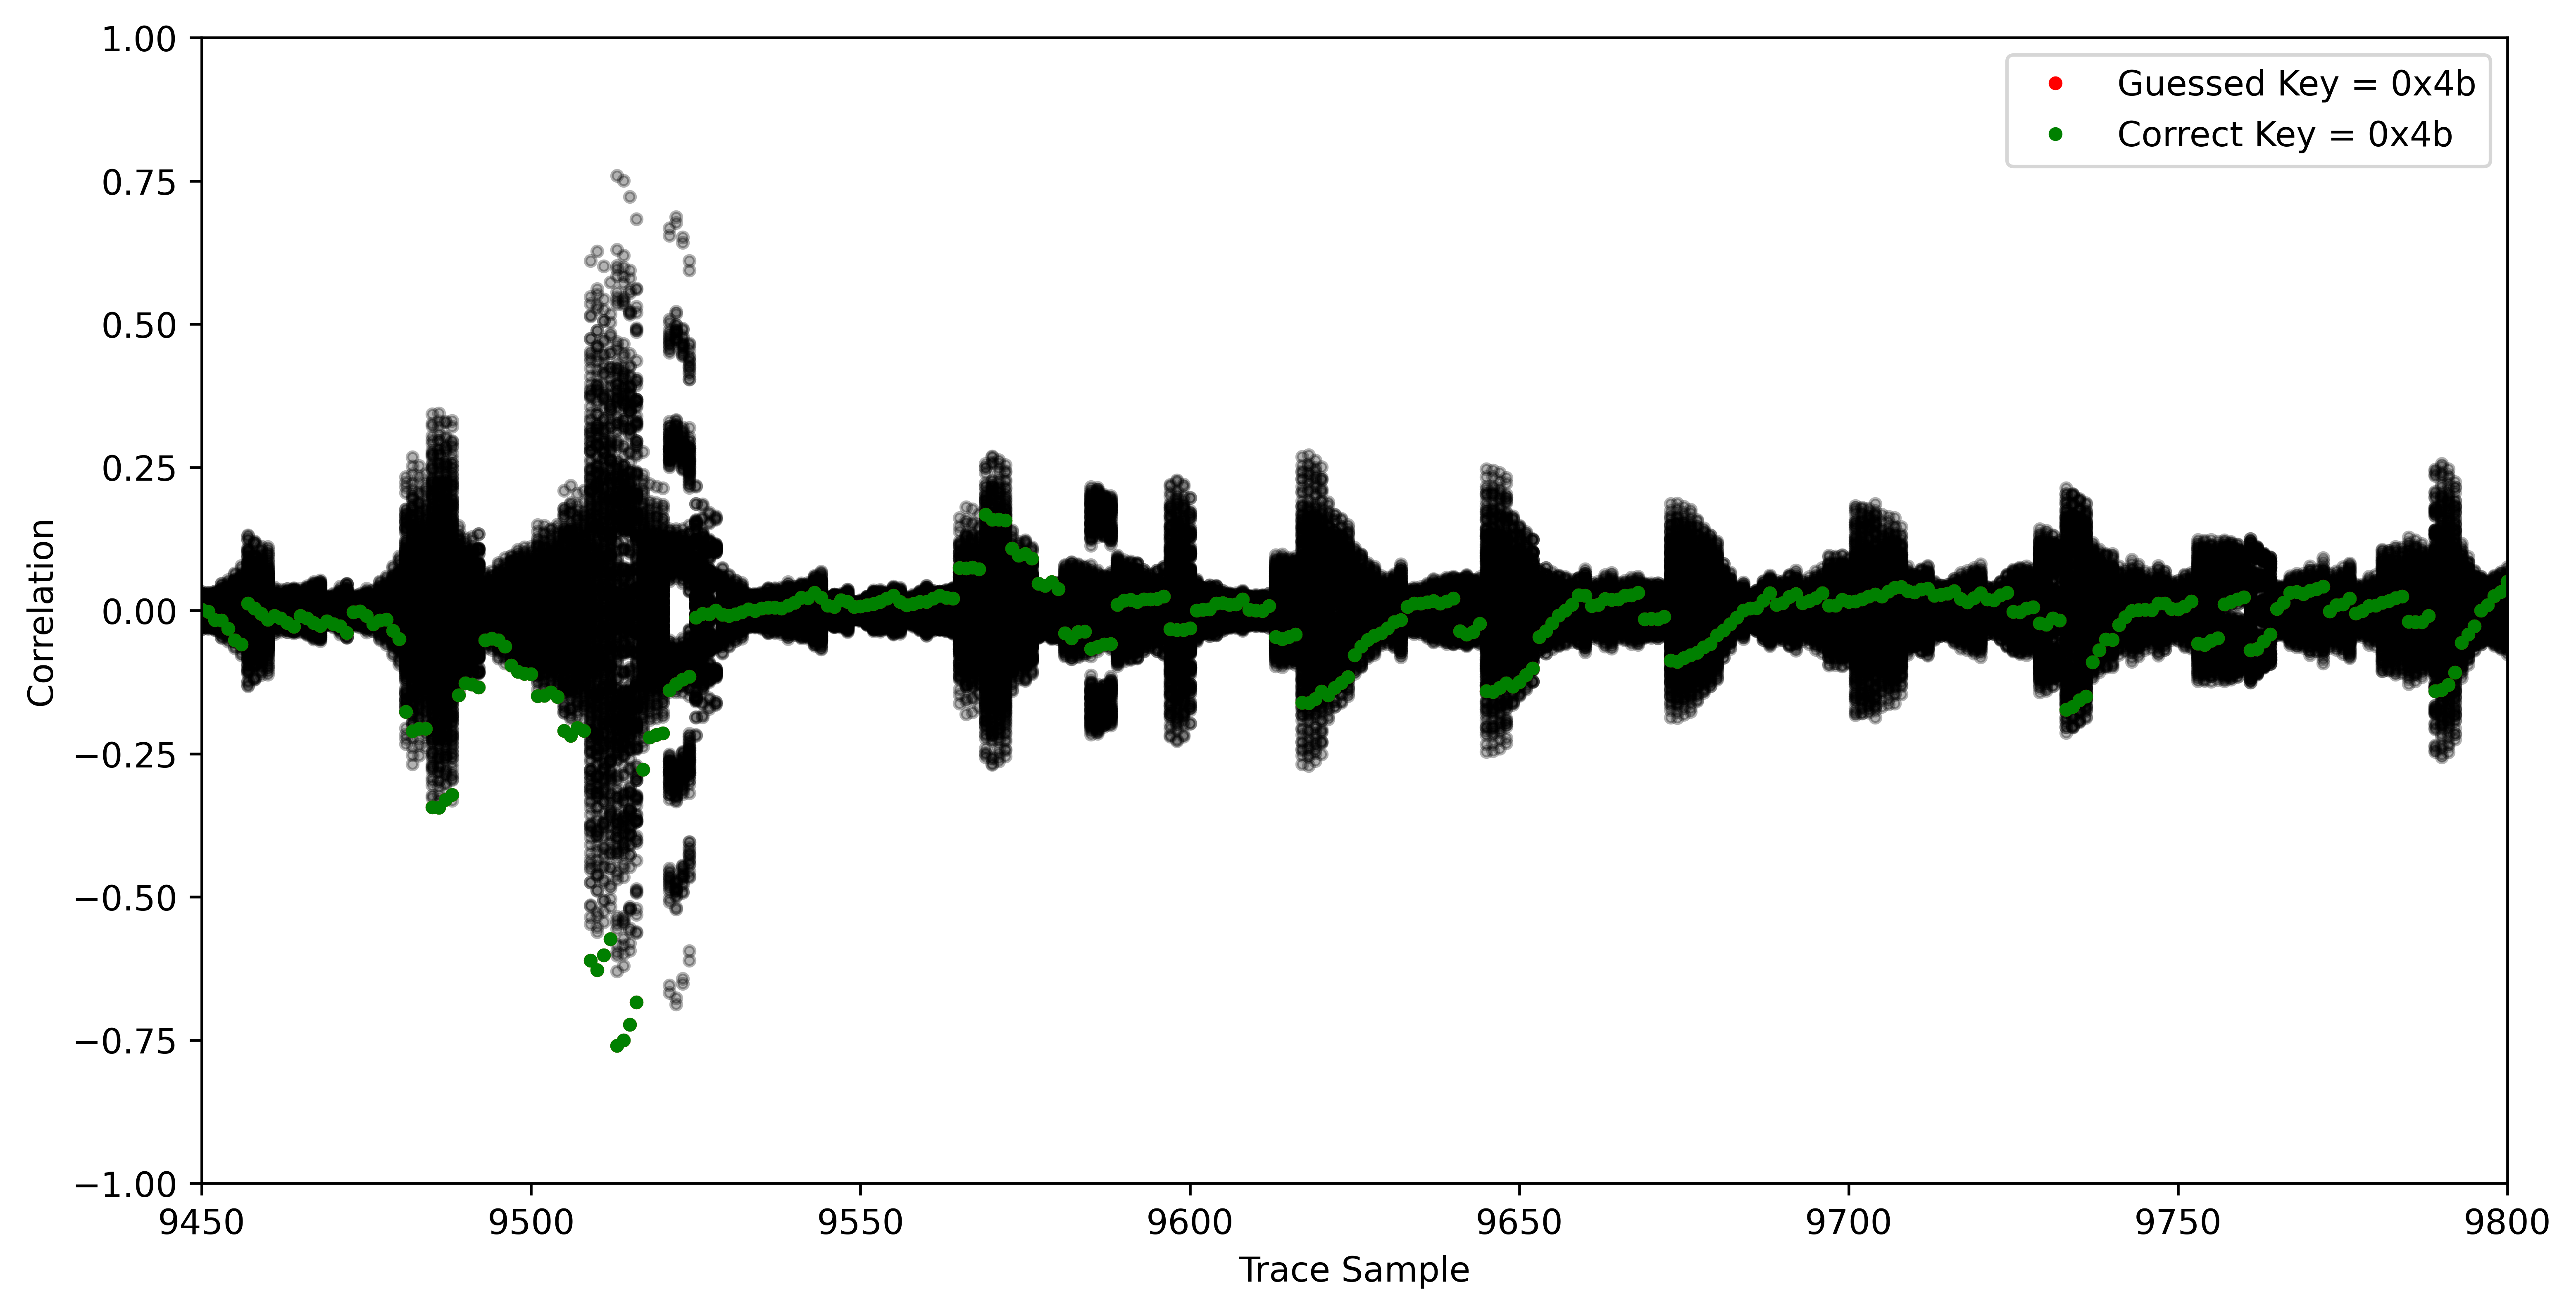 1.00
0.75
0.50
0.25
0.00
−0.25
−0.50
−0.75
−1.00
Correlation
Guessed Key = 0x4b
Correct Key = 0x4b
9450 9500 9550 9600 9650 9700 9750 9800
Trace Sample